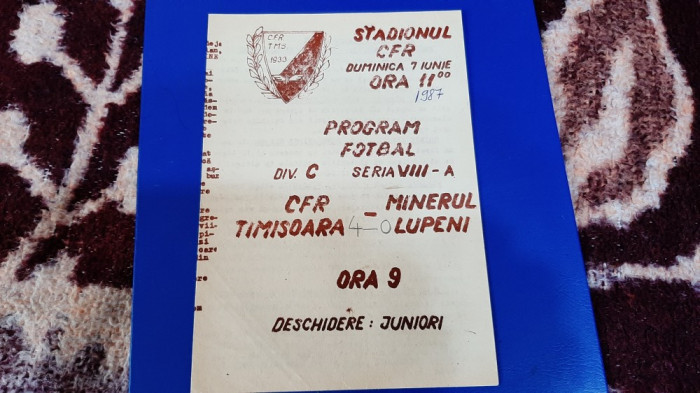 CFR
TMS
1933
STADIONUL
CFR
DUMINICA 7 IUNIE
ORA 11⁰⁰
1987
PROGRAM
FOTBAL
DIV. C SERIA VIII - A
CFR - MINERUL
TIMISOARA 4-0 LUPENI
ORA 9
DESCHIDERE : JUNIORI